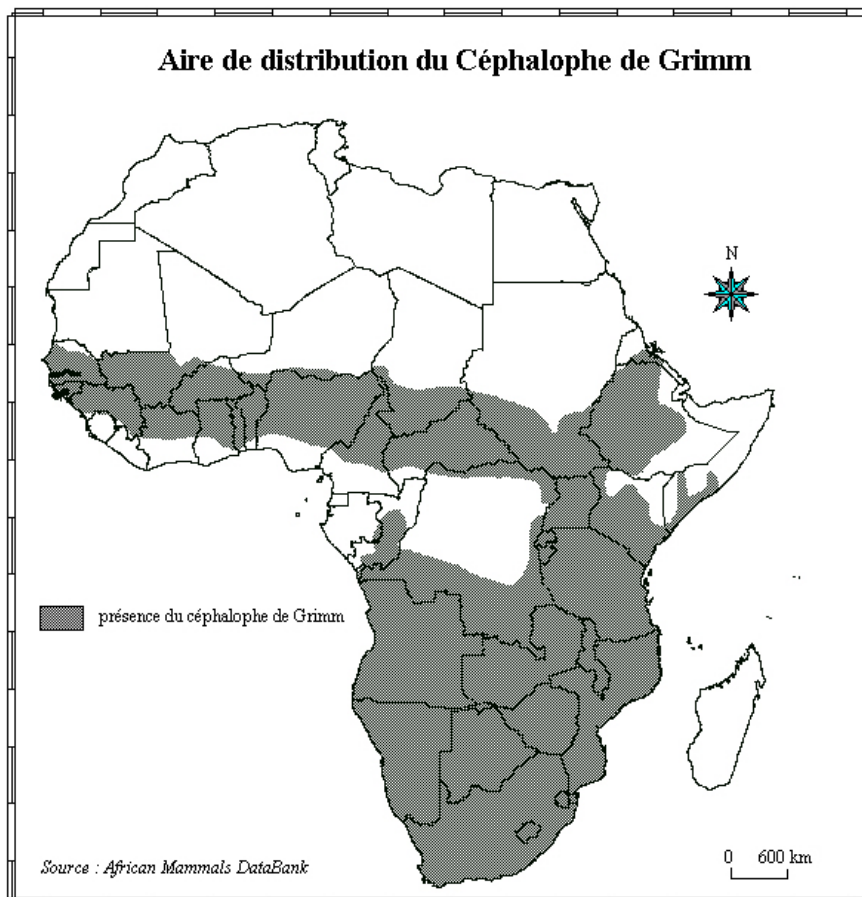 Aire de distribution du Céphalophe de Grimm
N
présence du céphalophe de Grimm
Source : African Mammals DataBank
0 600 km